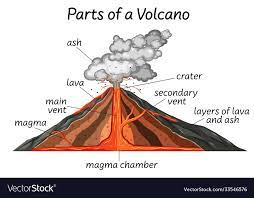 Parts of a Volcano
ash
crater
lava
secondary
vent
main
vent
layers of lava
and ash
magma
magma chamber
VectorStock®
VectorStock.com/33546576